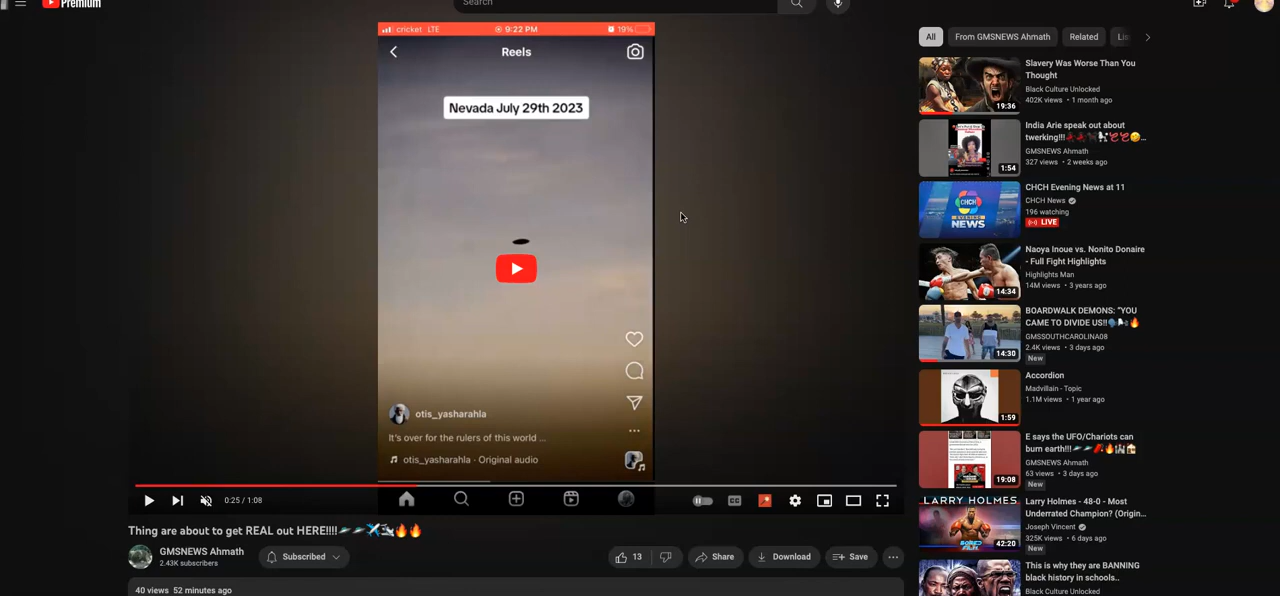 Premium
Search
cricket LTE
9:22 PM
19%
Reels
Nevada July 29th 2023
otis_yasharahla
It's over for the rulers of this world ...
otis_yasharahla · Original audio
0:25 / 1:08
Thing are about to get REAL out HERE!!!!
GMSNEWS Ahmath
2.43K subscribers
Subscribed
13
Share
Download
Save
40 views 52 minutes ago
All
From GMSNEWS Ahmath
Related
Lis
Slavery Was Worse Than You
Thought
Black Culture Unlocked
402K views • 1 month ago
19:36
India Arie speak out about
twerking!!!
GMSNEWS Ahmath
327 views • 2 weeks ago
1:54
CHCH Evening News at 11
CHCH News
196 watching
LIVE
CHCH
EVENING
NEWS
Naoya Inoue vs. Nonito Donaire
- Full Fight Highlights
Highlights Man
14M views • 3 years ago
14:34
BOARDWALK DEMONS: "YOU
CAME TO DIVIDE US!!
GMSSOUTHCAROLINA08
2.4K views • 3 days ago
New
14:30
Accordion
Madvillain - Topic
1.1M views • 1 year ago
1:59
E says the UFO/Chariots can
burn earth!!!
GMSNEWS Ahmath
63 views • 3 days ago
New
19:08
LARRY HOLMES
Larry Holmes - 48-0 - Most
Underrated Champion? (Origin...
Joseph Vincent
325K views • 6 days ago
New
42:20
This is why they are BANNING
black history in schools..
Black Culture Unlocked